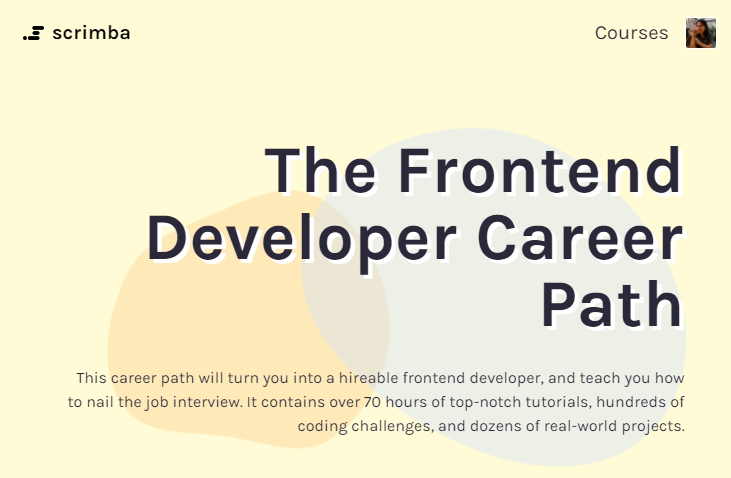 scrimba
Courses
The Frontend
Developer Career
Path
This career path will turn you into a hireable frontend developer, and teach you how
to nail the job interview. It contains over 70 hours of top-notch tutorials, hundreds of
coding challenges, and dozens of real-world projects.